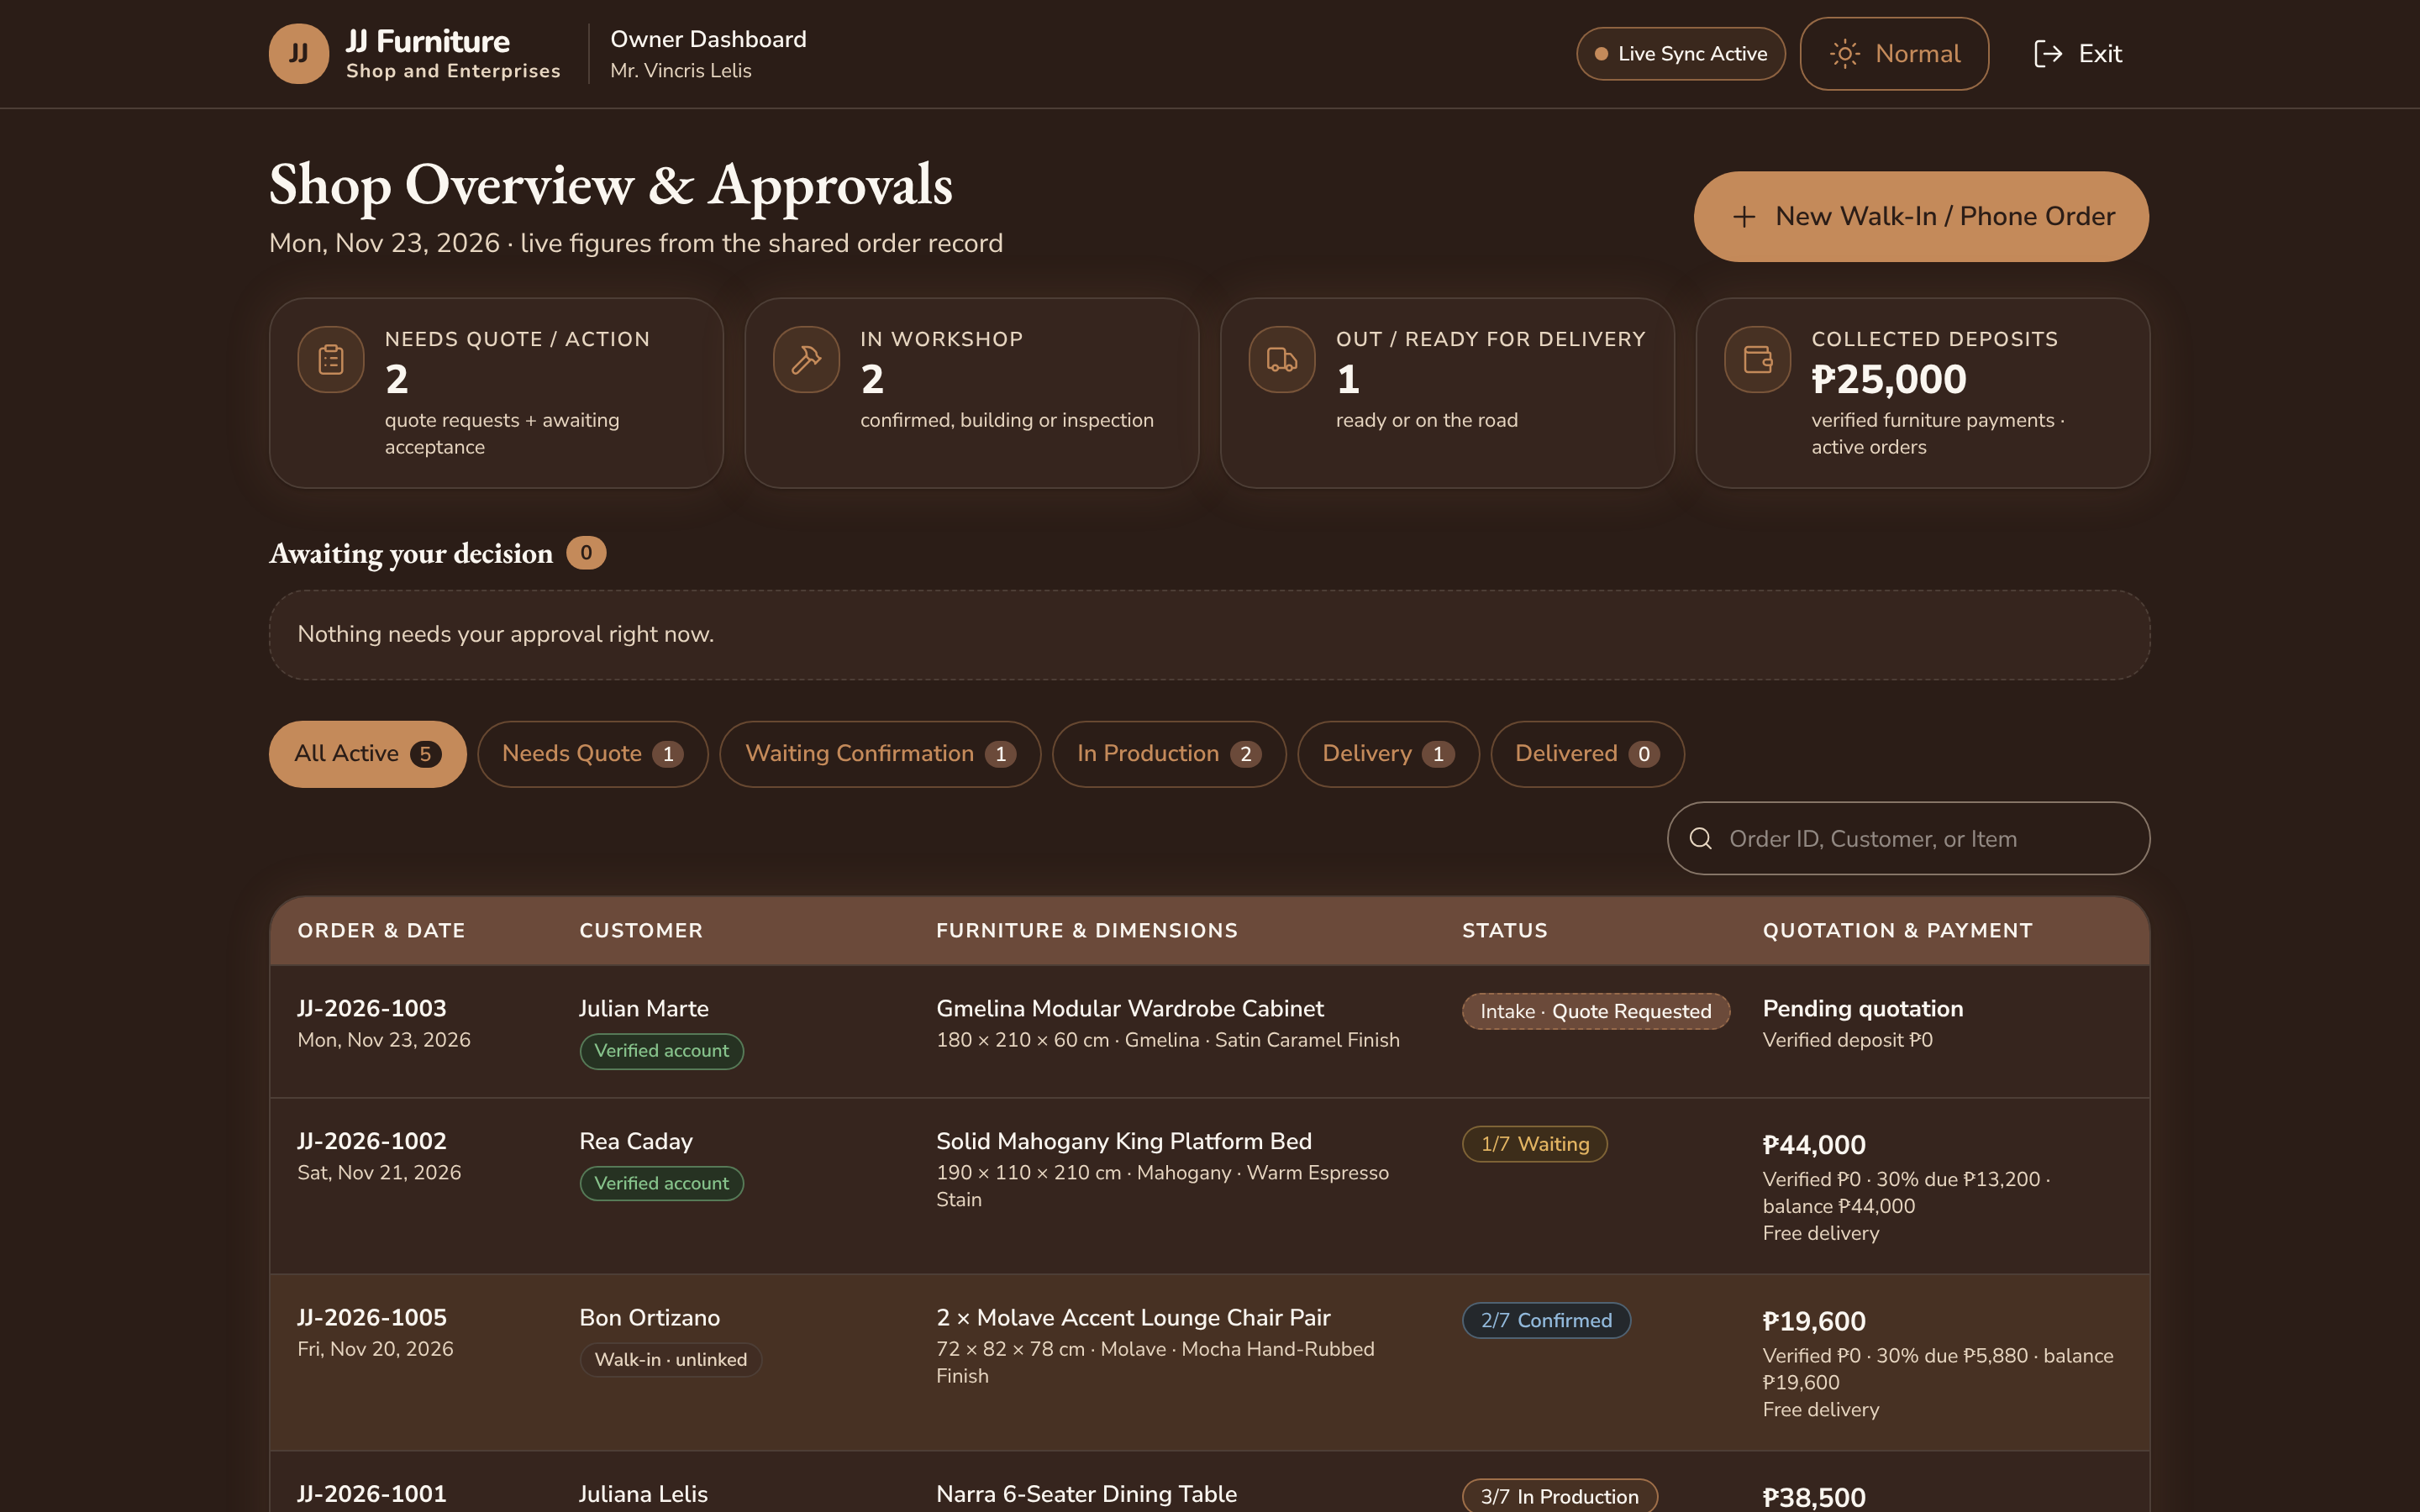 JJ
JJ Furniture
Shop and Enterprises
Owner Dashboard
Mr. Vincris Lelis
Live Sync Active
Normal
Exit
Shop Overview & Approvals
Mon, Nov 23, 2026 · live figures from the shared order record
+ New Walk-In / Phone Order
NEEDS QUOTE / ACTION
2
quote requests + awaiting
acceptance
IN WORKSHOP
2
confirmed, building or inspection
OUT / READY FOR DELIVERY
1
ready or on the road
COLLECTED DEPOSITS
₱25,000
verified furniture payments ·
active orders
Awaiting your decision 0
Nothing needs your approval right now.
All Active 5
Needs Quote 1
Waiting Confirmation 1
In Production 2
Delivery 1
Delivered 0
Order ID, Customer, or Item
ORDER & DATE
CUSTOMER
FURNITURE & DIMENSIONS
STATUS
QUOTATION & PAYMENT
JJ-2026-1003
Mon, Nov 23, 2026
Julian Marte
Verified account
Gmelina Modular Wardrobe Cabinet
180 × 210 × 60 cm · Gmelina · Satin Caramel Finish
Intake · Quote Requested
Pending quotation
Verified deposit ₱0
JJ-2026-1002
Sat, Nov 21, 2026
Rea Caday
Verified account
Solid Mahogany King Platform Bed
190 × 110 × 210 cm · Mahogany · Warm Espresso
Stain
1/7 Waiting
₱44,000
Verified ₱0 · 30% due ₱13,200 ·
balance ₱44,000
Free delivery
JJ-2026-1005
Fri, Nov 20, 2026
Bon Ortizano
Walk-in · unlinked
2 × Molave Accent Lounge Chair Pair
72 × 82 × 78 cm · Molave · Mocha Hand-Rubbed
Finish
2/7 Confirmed
₱19,600
Verified ₱0 · 30% due ₱5,880 · balance
₱19,600
Free delivery
JJ-2026-1001
Juliana Lelis
Narra 6-Seater Dining Table
3/7 In Production
₱38,500